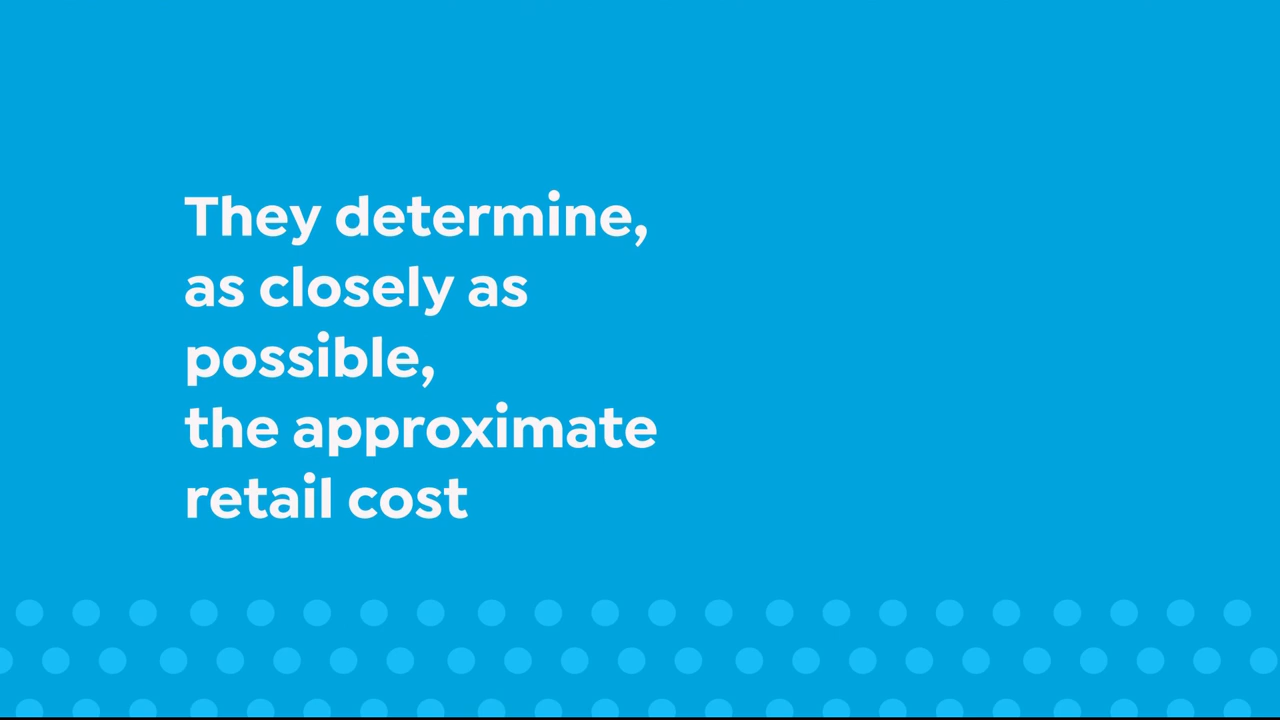 They determine,
as closely as
possible,
the approximate
retail cost